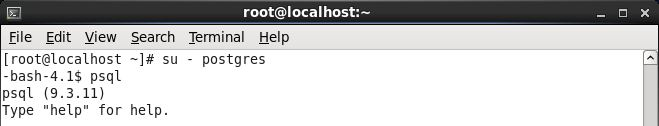 root@localhost:~
File Edit View Search Terminal Help
[root@localhost ~]# su - postgres
-bash-4.1$ psql
psql (9.3.11)
Type "help" for help.